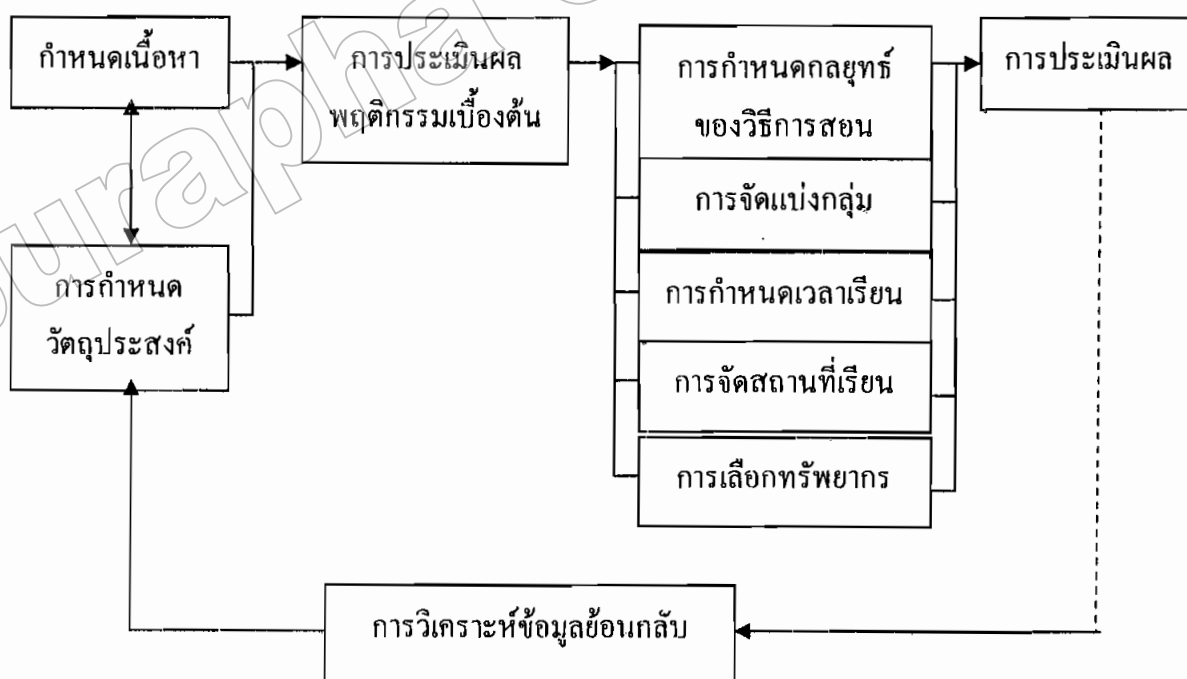 กำหนดเนื้อหา
การกำหนด
วัตถุประสงค์
การประเมินผล
พฤติกรรมเบื้องต้น
การกำหนดกลยุทธ์
ของวิธีการสอน
การจัดแบ่งกลุ่ม
การกำหนดเวลาเรียน
การจัดสถานที่เรียน
การเลือกทรัพยากร
การประเมินผล
การวิเคราะห์ข้อมูลย้อนกลับ